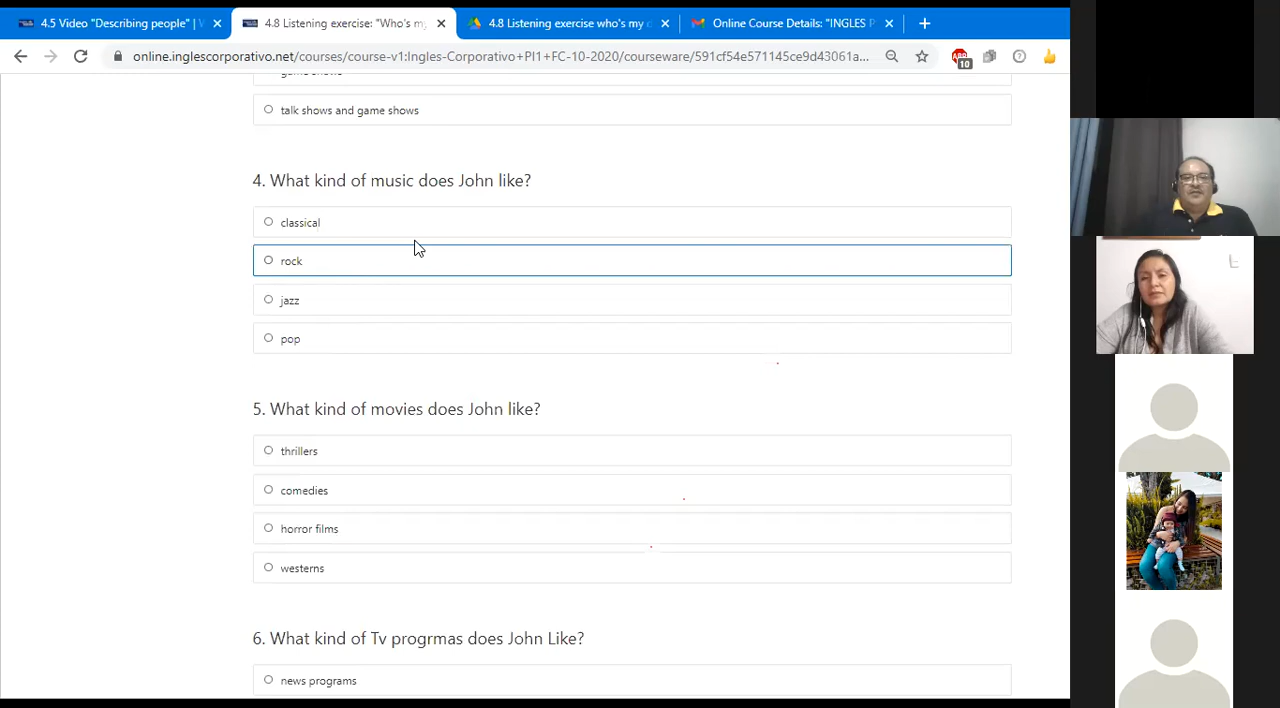 4.5 Video "Describing people" | V
4.8 Listening exercise: "Who's my
4.8 Listening exercise who's my d
Online Course Details: "INGLES P
online.inglescorporativo.net/courses/course-v1:Ingles-Corporativo+PI1+FC-10-2020/courseware/591cf54e571145ce9d43061a...
10
game shows
talk shows and game shows
4. What kind of music does John like?
classical
rock
jazz
pop
5. What kind of movies does John like?
thrillers
comedies
horror films
westerns
6. What kind of Tv progrmas does John Like?
news programs